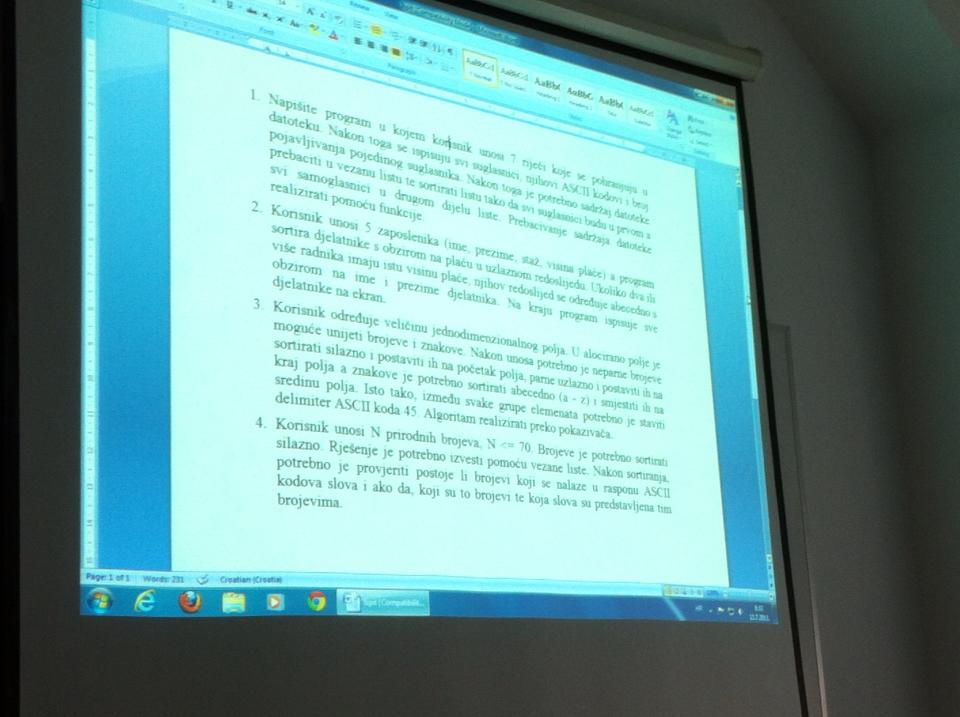 Review View
Font
Paragraph
AaBbCcI AaBbCcI AaBbC AaBbC AaBbC AaBbCcI
1. Napišite program u kojem korisnik unosi 7 riječi koje se pohranjuju u
datoteku. Nakon toga se ispisuju svi suglasnici, njihovi ASCII kodovi i broj
pojavljivanja pojedinog suglasnika. Nakon toga je potrebno sadržaj datoteke
prebaciti u vezanu listu te sortirati listu tako da svi suglasnici budu u prvom a
svi samoglasnici u drugom dijelu liste. Prebacivanje sadržaja datoteke
realizirati pomoću funkcije.
2. Korisnik unosi 5 zaposlenika (ime, prezime, staž, visina plaće) a program
sortira djelatnike s obzirom na plaću u uzlaznom redoslijedu. Ukoliko dva ili
više radnika imaju istu visinu plaće, njihov redoslijed se određuje abecedno s
obzirom na ime i prezime djelatnika. Na kraju program ispisuje sve
djelatnike na ekran.
3. Korisnik određuje veličinu jednodimenzionalnog polja. U alocirano polje je
moguće unijeti brojeve i znakove. Nakon unosa potrebno je neparne brojeve
sortirati silazno i postaviti ih na početak polja, parne uzlazno i postaviti ih na
kraj polja a znakove je potrebno sortirati abecedno (a - z) i smjestiti ih na
sredinu polja. Isto tako, između svake grupe elemenata potrebno je staviti
delimiter ASCII koda 45. Algoritam realizirati preko pokazivača.
4. Korisnik unosi N prirodnih brojeva, N <= 70. Brojeve je potrebno sortirati
silazno. Rješenje je potrebno izvesti pomoću vezane liste. Nakon sortiranja,
potrebno je provjeriti postoje li brojevi koji se nalaze u rasponu ASCII
kodova slova i ako da, koji su to brojevi te koja slova su predstavljena tim
brojevima.
Page: 1 of 1 Words: 231 Croatian (Croatia)